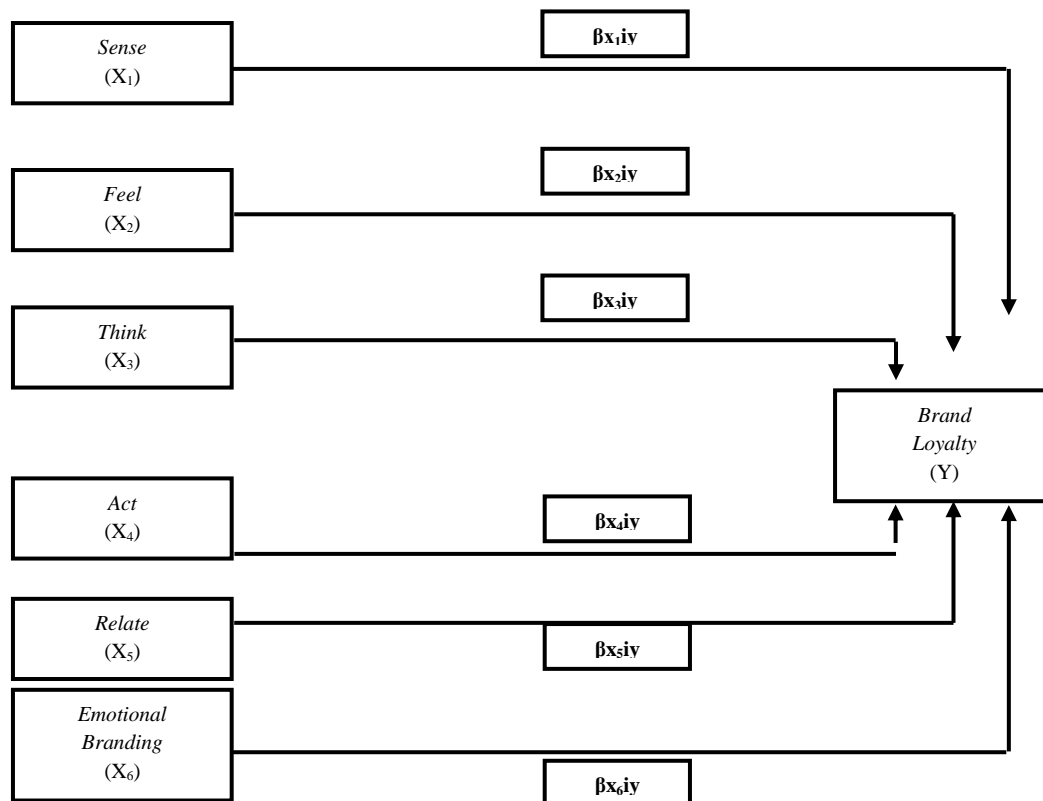 Sense
(X₁)
βx₁iy
Feel
(X₂)
βx₂iy
Think
(X₃)
βx₃iy
Brand
Loyalty
(Y)
Act
(X₄)
βx₄iy
Relate
(X₅)
βx₅iy
Emotional
Branding
(X₆)
βx₆iy